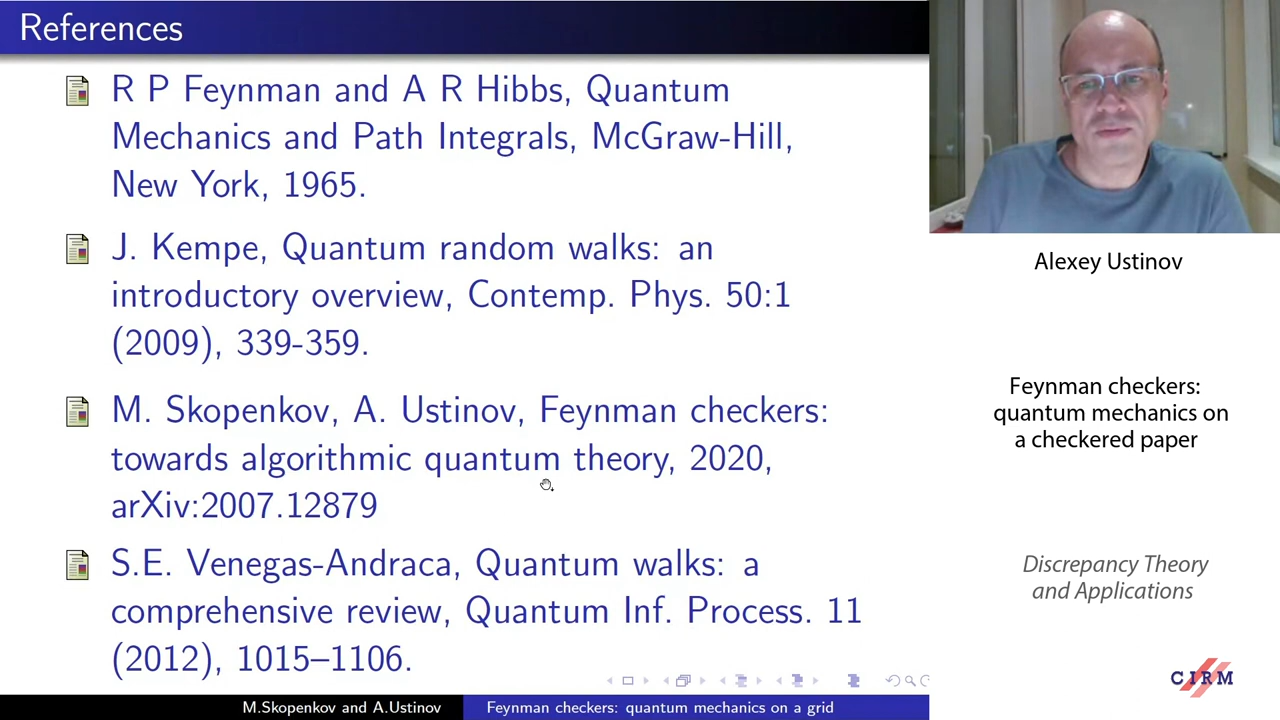 References
R P Feynman and A R Hibbs, Quantum
Mechanics and Path Integrals, McGraw-Hill,
New York, 1965.
J. Kempe, Quantum random walks: an
introductory overview, Contemp. Phys. 50:1
(2009), 339-359.
M. Skopenkov, A. Ustinov, Feynman checkers:
towards algorithmic quantum theory, 2020,
arXiv:2007.12879
S.E. Venegas-Andraca, Quantum walks: a
comprehensive review, Quantum Inf. Process. 11
(2012), 1015–1106.
M.Skopenkov and A.Ustinov
Feynman checkers: quantum mechanics on a grid
Alexey Ustinov
Feynman checkers:
quantum mechanics on
a checkered paper
Discrepancy Theory
and Applications
CIRM